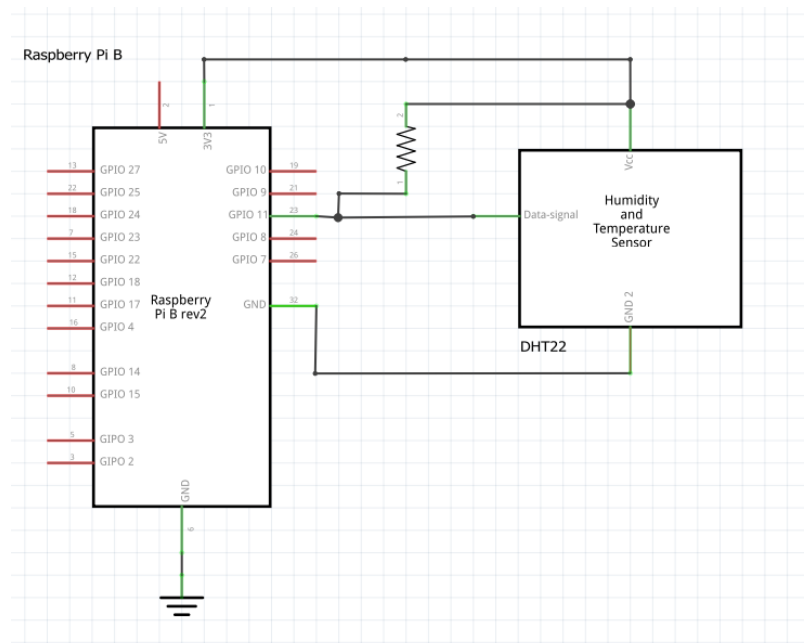 Raspberry Pi B
2
1
5V
3V3
13 GPIO 27
22 GPIO 25
18 GPIO 24
7 GPIO 23
15 GPIO 22
12 GPIO 18
11 GPIO 17
16 GPIO 4
8 GPIO 14
10 GPIO 15
5 GIPO 3
3 GIPO 2
GPIO 10 19
GPIO 9 21
GPIO 11 23
GPIO 8 24
GPIO 7 26
GND 32
Raspberry
Pi B rev2
GND
6
2
1
Vcc
Data-signal
Humidity
and
Temperature
Sensor
GND 2
DHT22